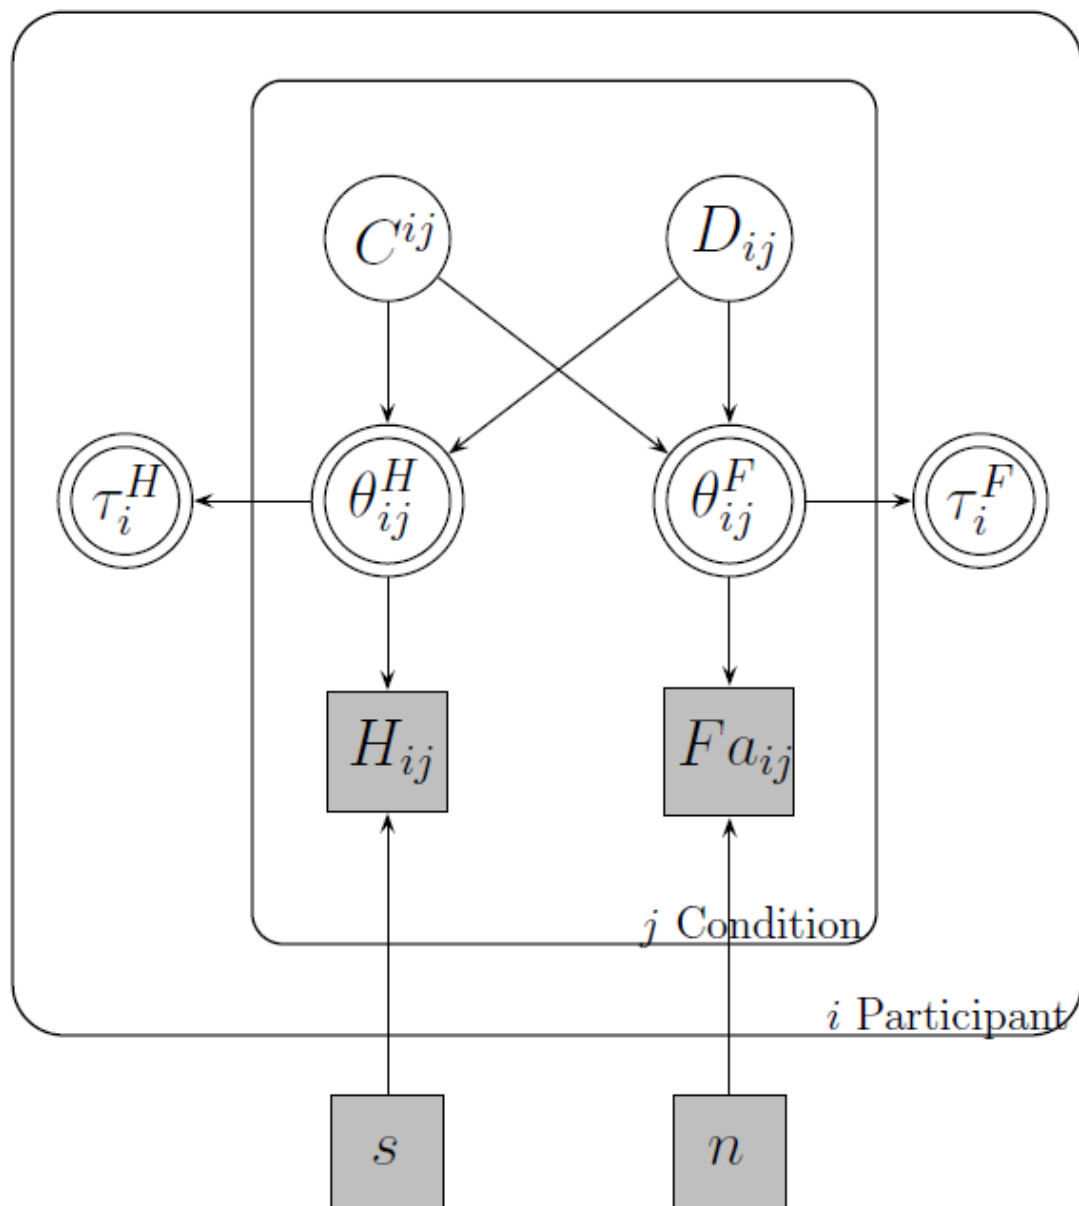 C^{ij} D_{ij}
τ_i^H θ_{ij}^H θ_{ij}^F τ_i^F
H_{ij} Fa_{ij}
j Condition
i Participant
s n